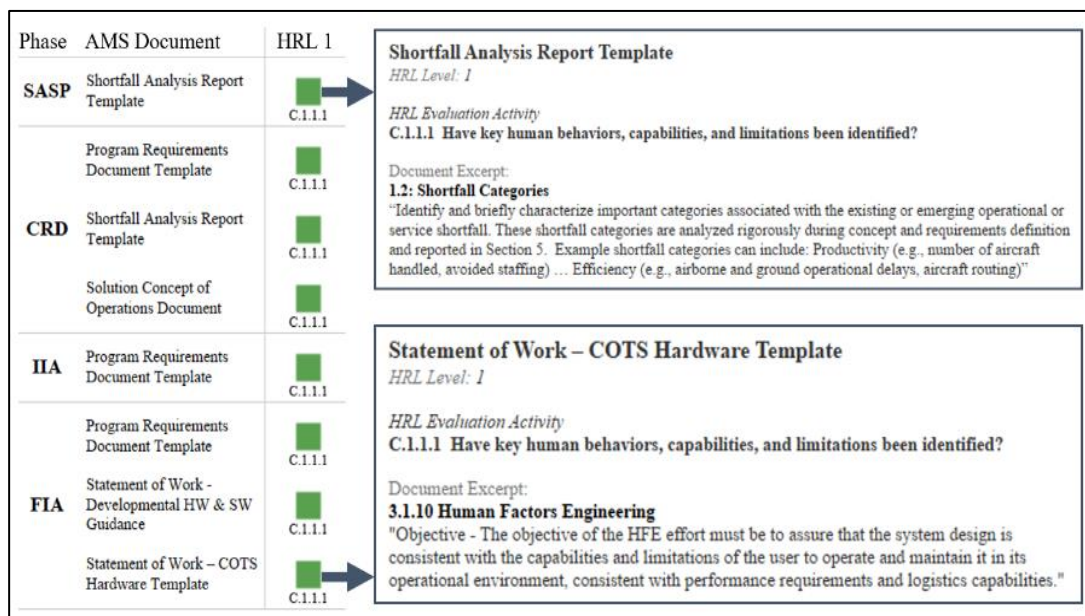 Phase AMS Document HRL 1
SASP
Shortfall Analysis Report
Template
C.1.1.1
CRD
Program Requirements
Document Template
C.1.1.1
Shortfall Analysis Report
Template
C.1.1.1
Solution Concept of
Operations Document
C.1.1.1
IIA
Program Requirements
Document Template
C.1.1.1
FIA
Program Requirements
Document Template
C.1.1.1
Statement of Work -
Developmental HW & SW
Guidance
C.1.1.1
Statement of Work – COTS
Hardware Template
C.1.1.1
Shortfall Analysis Report Template
HRL Level: 1
HRL Evaluation Activity
C.1.1.1 Have key human behaviors, capabilities, and limitations been identified?
Document Excerpt:
1.2: Shortfall Categories
“Identify and briefly characterize important categories associated with the existing or emerging operational or
service shortfall. These shortfall categories are analyzed rigorously during concept and requirements definition
and reported in Section 5. Example shortfall categories can include: Productivity (e.g., number of aircraft
handled, avoided staffing) … Efficiency (e.g., airborne and ground operational delays, aircraft routing)”
Statement of Work – COTS Hardware Template
HRL Level: 1
HRL Evaluation Activity
C.1.1.1 Have key human behaviors, capabilities, and limitations been identified?
Document Excerpt:
3.1.10 Human Factors Engineering
"Objective - The objective of the HFE effort must be to assure that the system design is
consistent with the capabilities and limitations of the user to operate and maintain it in its
operational environment, consistent with performance requirements and logistics capabilities."